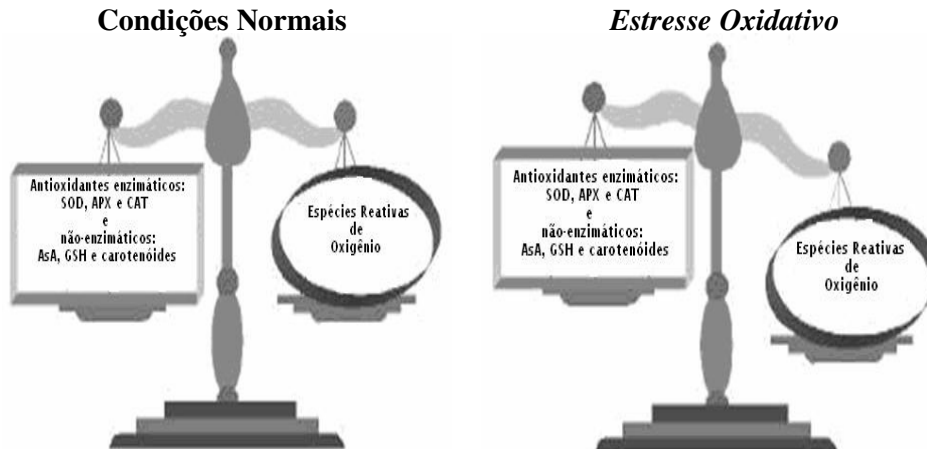 Condições Normais
Antioxidantes enzimáticos:
SOD, APX e CAT
e
não-enzimáticos:
AsA, GSH e carotenóides
Espécies Reativas
de
Oxigênio
Estresse Oxidativo
Antioxidantes enzimáticos:
SOD, APX e CAT
e
não-enzimáticos:
AsA, GSH e carotenóides
Espécies Reativas
de
Oxigênio